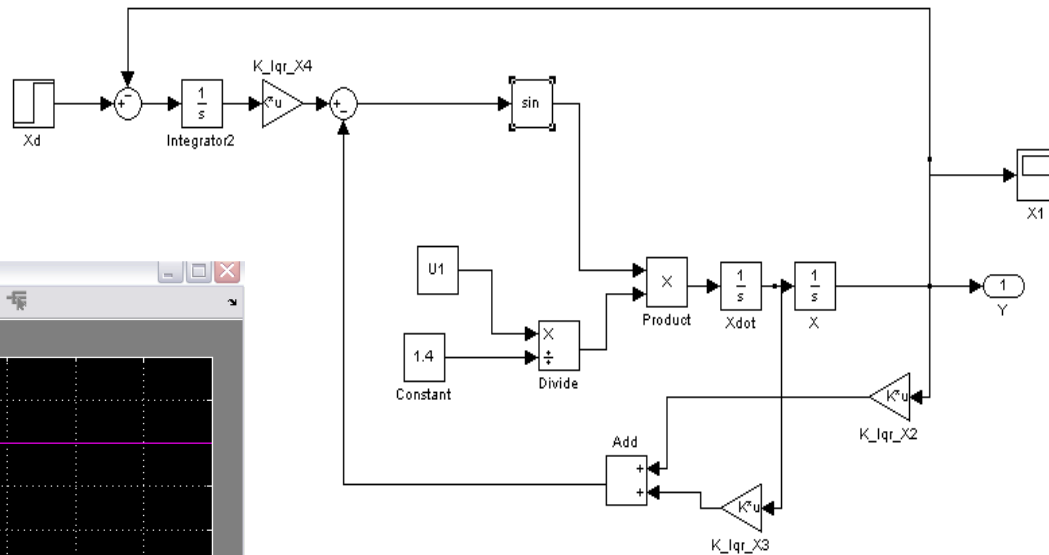 K_lqr_X4
+
-
1
s
K*u
+
-
sin
Xd
Integrator2
X1
U1
X
1
s
1
s
1
Product
Xdot
X
Y
1.4
X
÷
Constant
Divide
K*u
K_lqr_X2
Add
+
+
K*u
K_lqr_X3